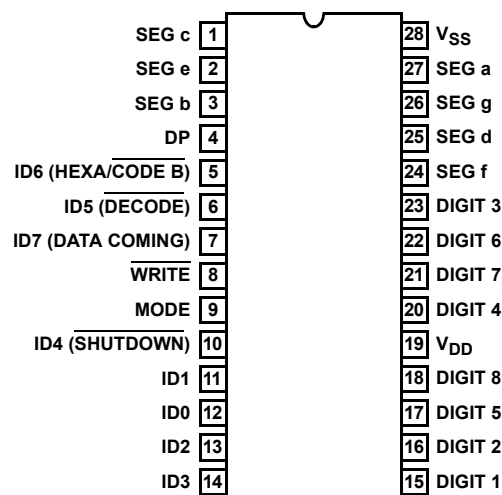 SEG c 1 28 VSS
SEG e 2 27 SEG a
SEG b 3 26 SEG g
DP 4 25 SEG d
ID6 (HEXA/CODE B) 5 24 SEG f
ID5 (DECODE) 6 23 DIGIT 3
ID7 (DATA COMING) 7 22 DIGIT 6
WRITE 8 21 DIGIT 7
MODE 9 20 DIGIT 4
ID4 (SHUTDOWN) 10 19 VDD
ID1 11 18 DIGIT 8
ID0 12 17 DIGIT 5
ID2 13 16 DIGIT 2
ID3 14 15 DIGIT 1